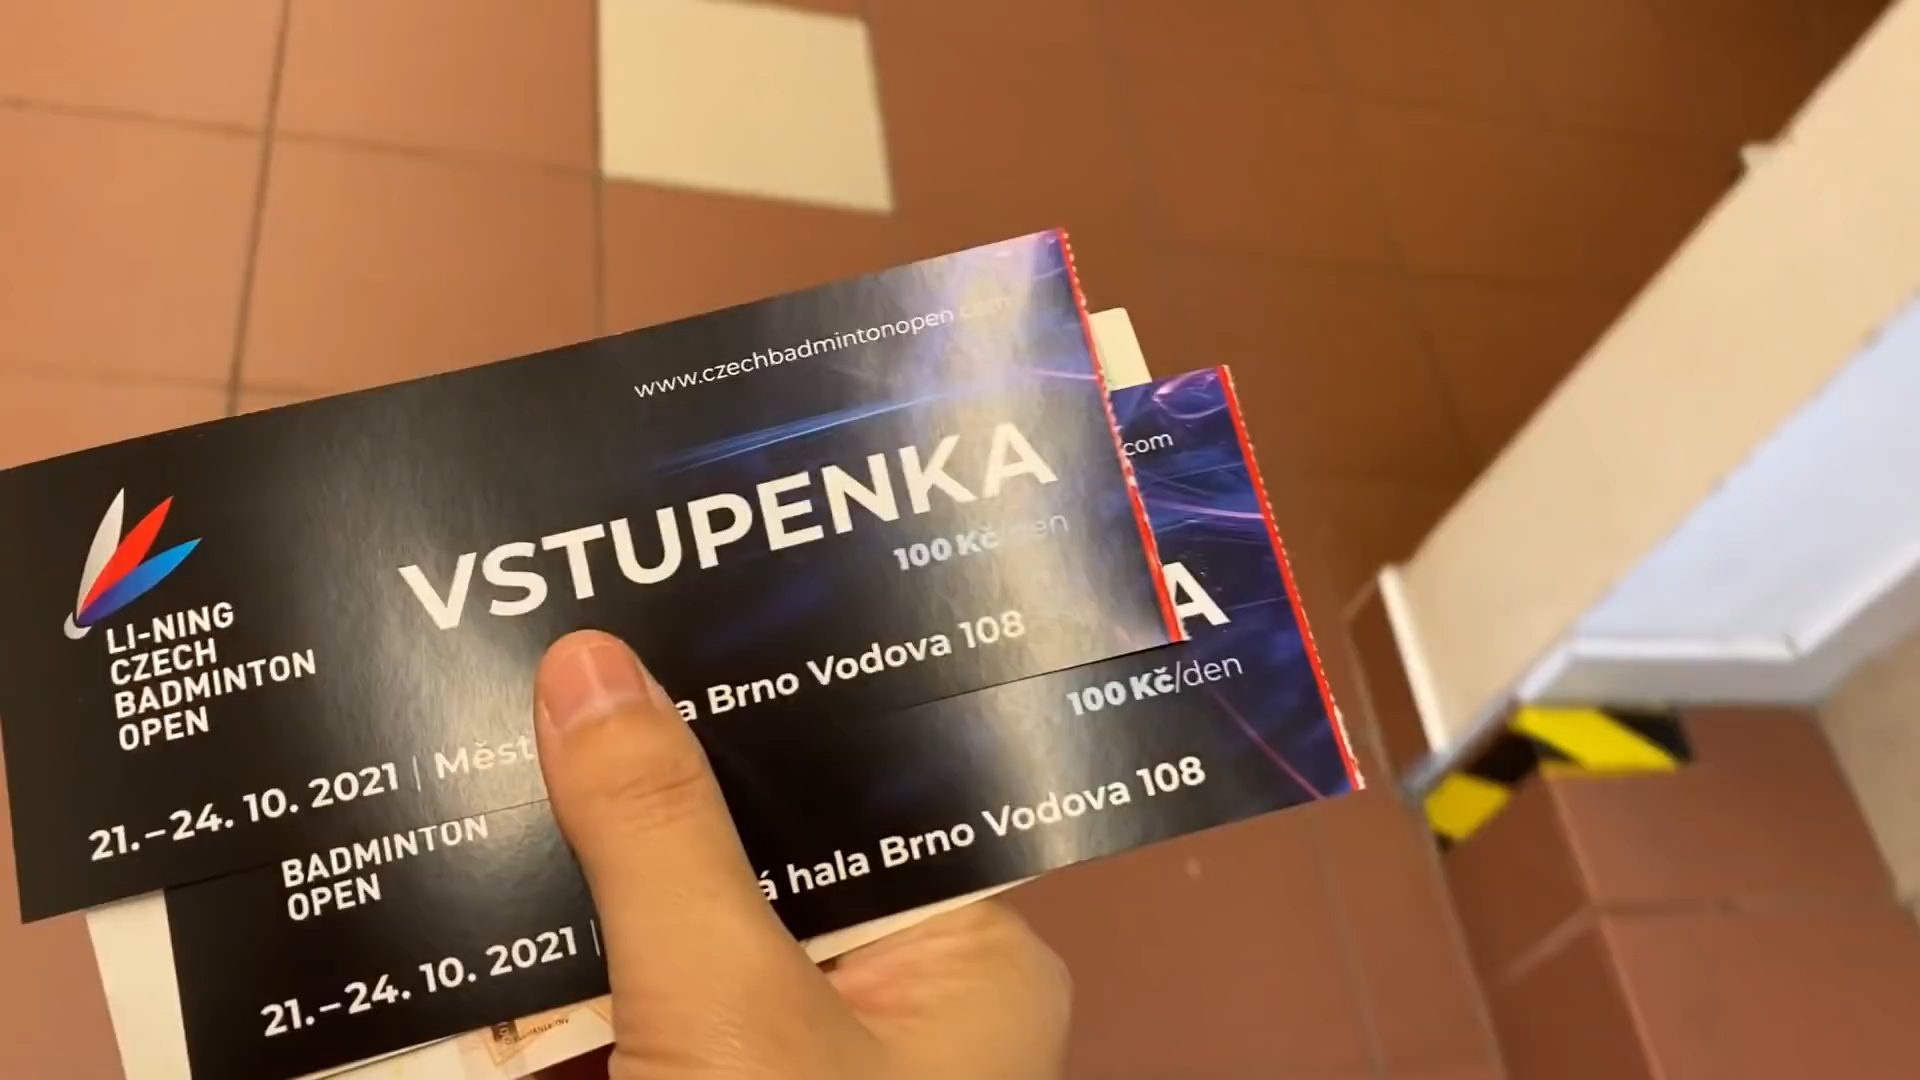 www.czechbadmintonopen.com
VSTUPENKA
100 Kč/den
LI-NING
CZECH
BADMINTON
OPEN
21.–24. 10. 2021 | Měst
a Brno Vodova 108
com
A
100 Kč/den
BADMINTON
OPEN
21.–24. 10. 2021 |
á hala Brno Vodova 108